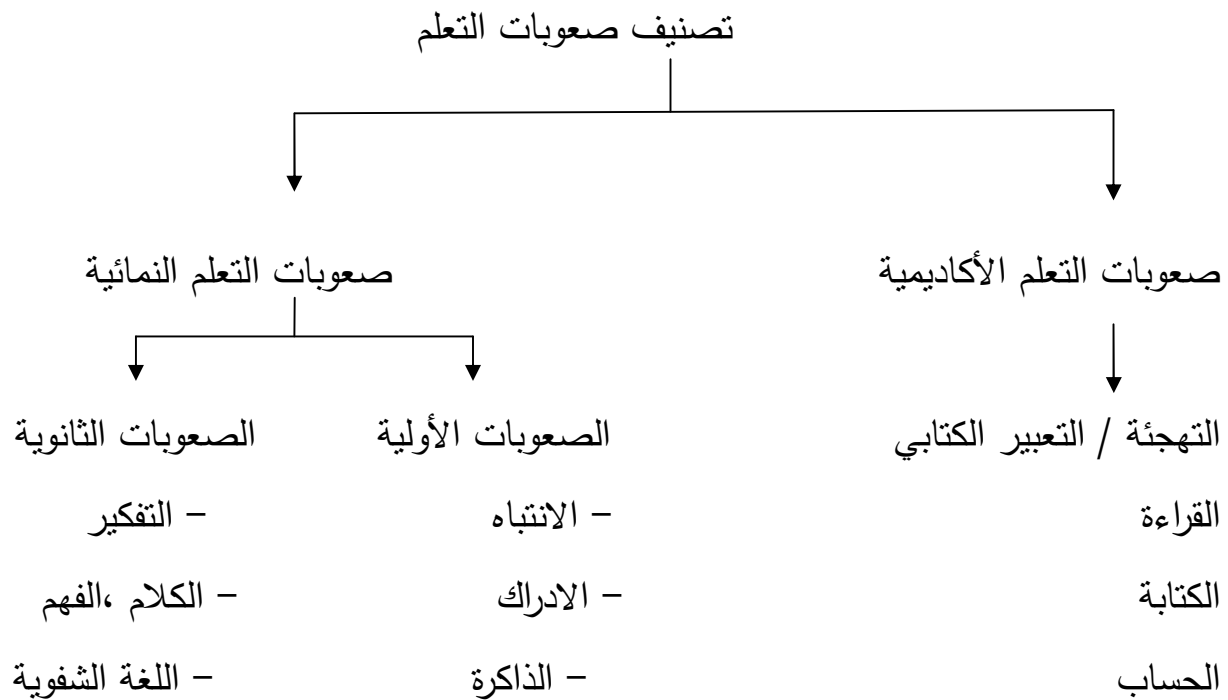 تصنيف صعوبات التعلم
صعوبات التعلم الأكاديمية
صعوبات التعلم النمائية
التهجئة / التعبير الكتابي
الصعوبات الأولية
الصعوبات الثانوية
القراءة
– الانتباه
– التفكير
الكتابة
– الادراك
– الكلام ،الفهم
الحساب
– الذاكرة
– اللغة الشفوية